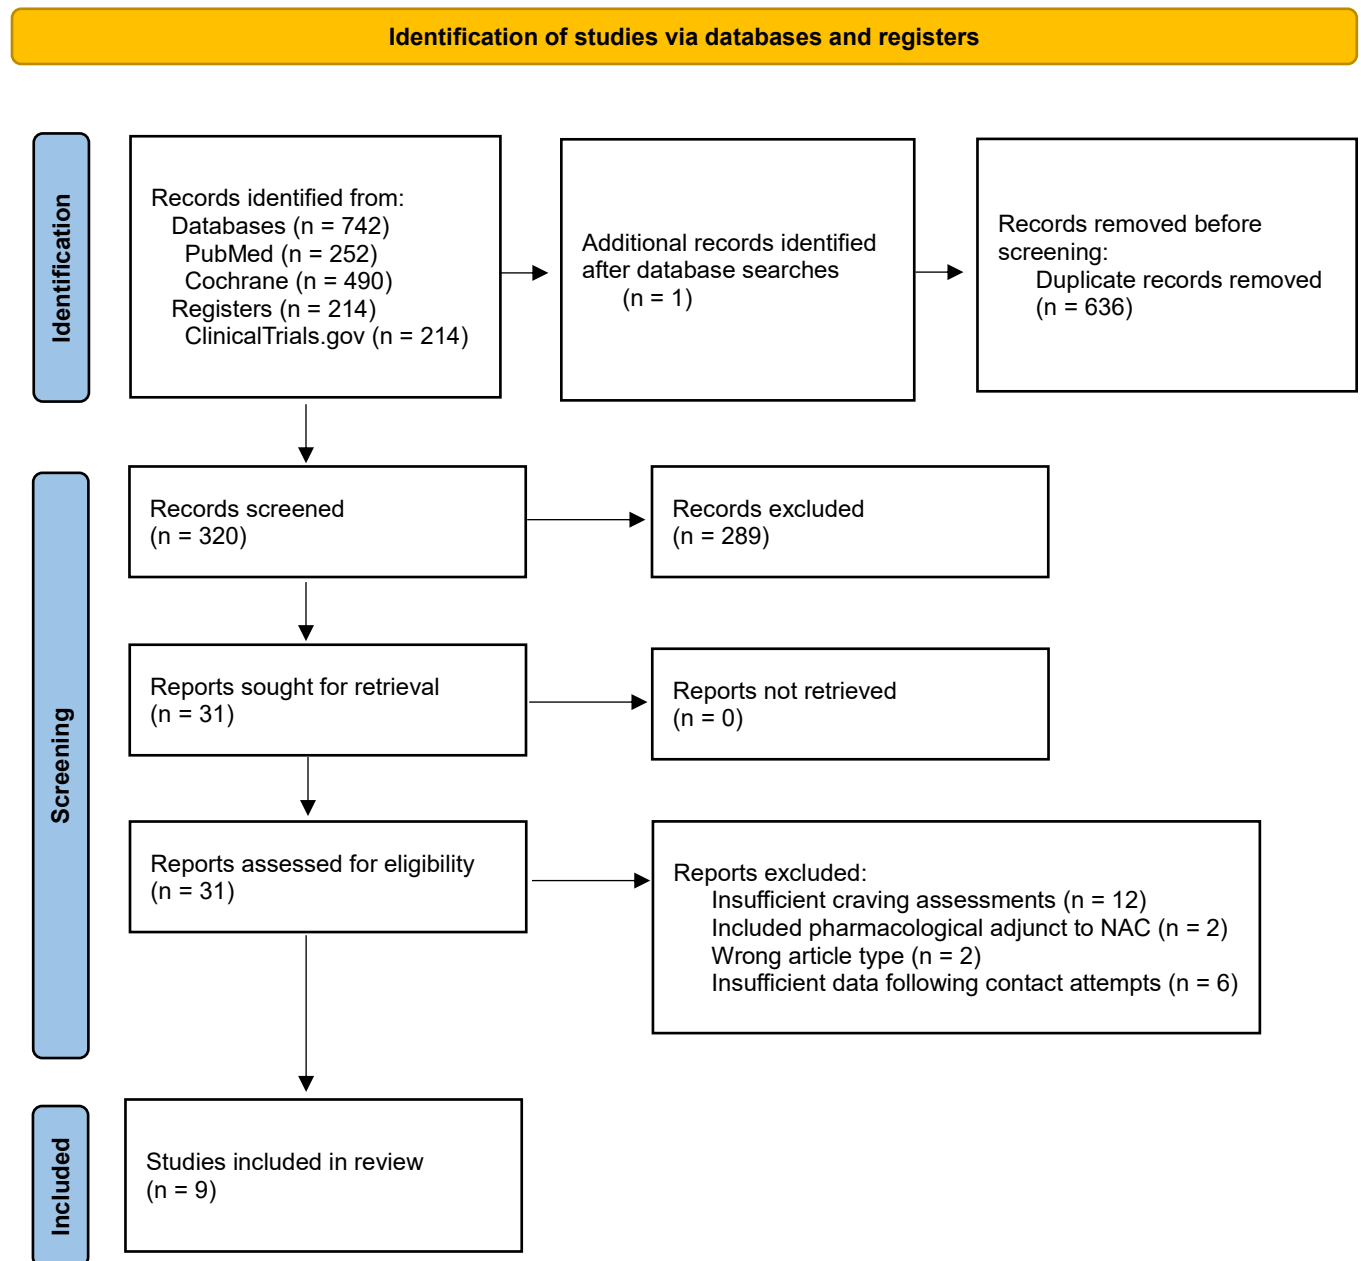 Identification of studies via databases and registers
Identification
Records identified from:
Databases (n = 742)
PubMed (n = 252)
Cochrane (n = 490)
Registers (n = 214)
ClinicalTrials.gov (n = 214)
Additional records identified
after database searches
(n = 1)
Records removed before
screening:
Duplicate records removed
(n = 636)
Screening
Records screened
(n = 320)
Records excluded
(n = 289)
Reports sought for retrieval
(n = 31)
Reports not retrieved
(n = 0)
Reports assessed for eligibility
(n = 31)
Reports excluded:
Insufficient craving assessments (n = 12)
Included pharmacological adjunct to NAC (n = 2)
Wrong article type (n = 2)
Insufficient data following contact attempts (n = 6)
Included
Studies included in review
(n = 9)